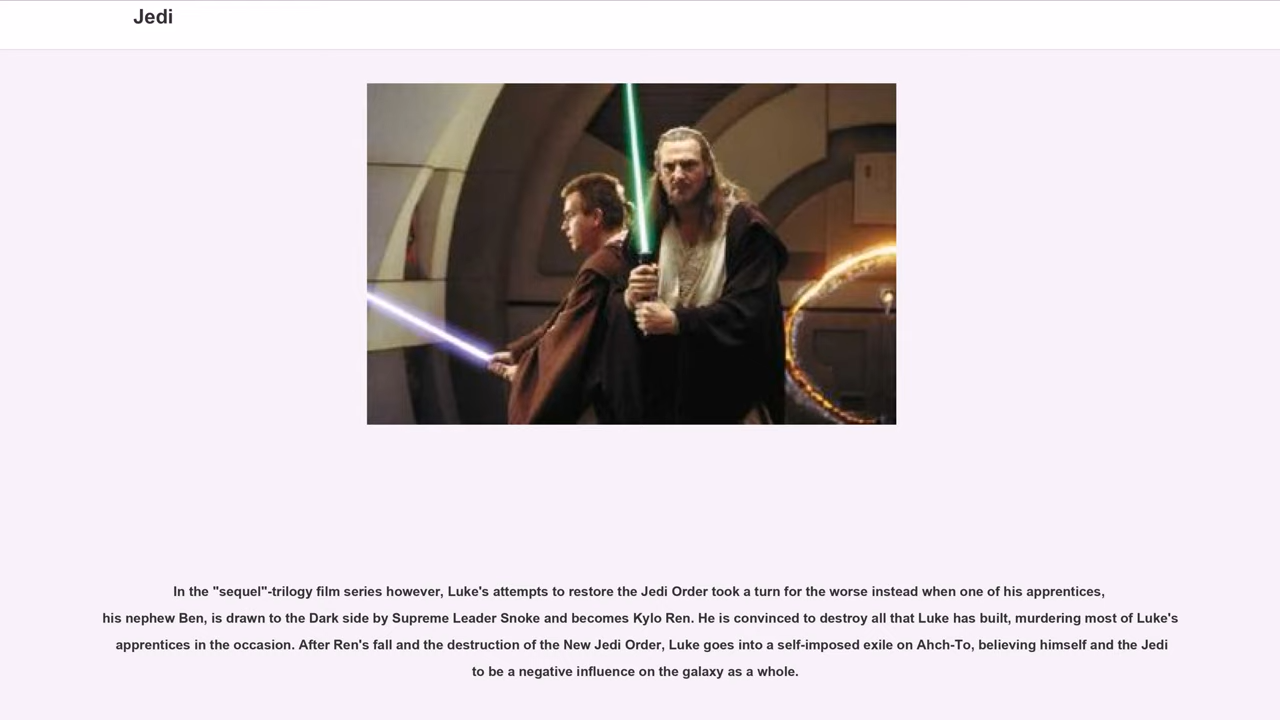 Jedi
In the "sequel"-trilogy film series however, Luke's attempts to restore the Jedi Order took a turn for the worse instead when one of his apprentices,
his nephew Ben, is drawn to the Dark side by Supreme Leader Snoke and becomes Kylo Ren. He is convinced to destroy all that Luke has built, murdering most of Luke's
apprentices in the occasion. After Ren's fall and the destruction of the New Jedi Order, Luke goes into a self-imposed exile on Ahch-To, believing himself and the Jedi
to be a negative influence on the galaxy as a whole.